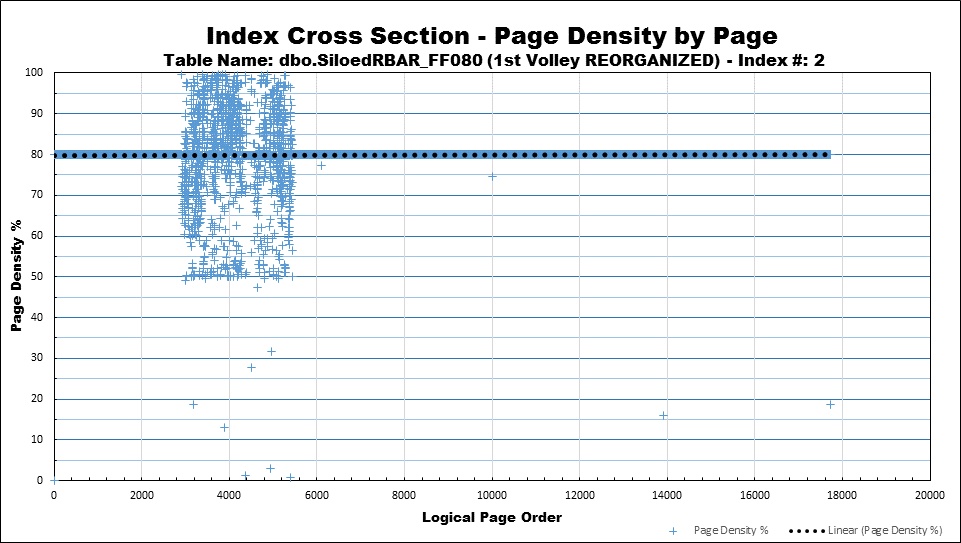 Index Cross Section - Page Density by Page
Table Name: dbo.SiloedRBAR_FF080 (1st Volley REORGANIZED) - Index #: 2
Page Density %
100
90
80
70
60
50
40
30
20
10
0
0 2000 4000 6000 8000 10000 12000 14000 16000 18000 20000
Logical Page Order
Page Density % Linear (Page Density %)